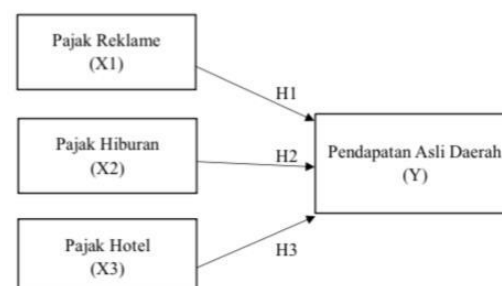 Pajak Reklame
(X1)
H1
Pajak Hiburan
(X2)
H2
Pendapatan Asli Daerah
(Y)
Pajak Hotel
(X3)
H3